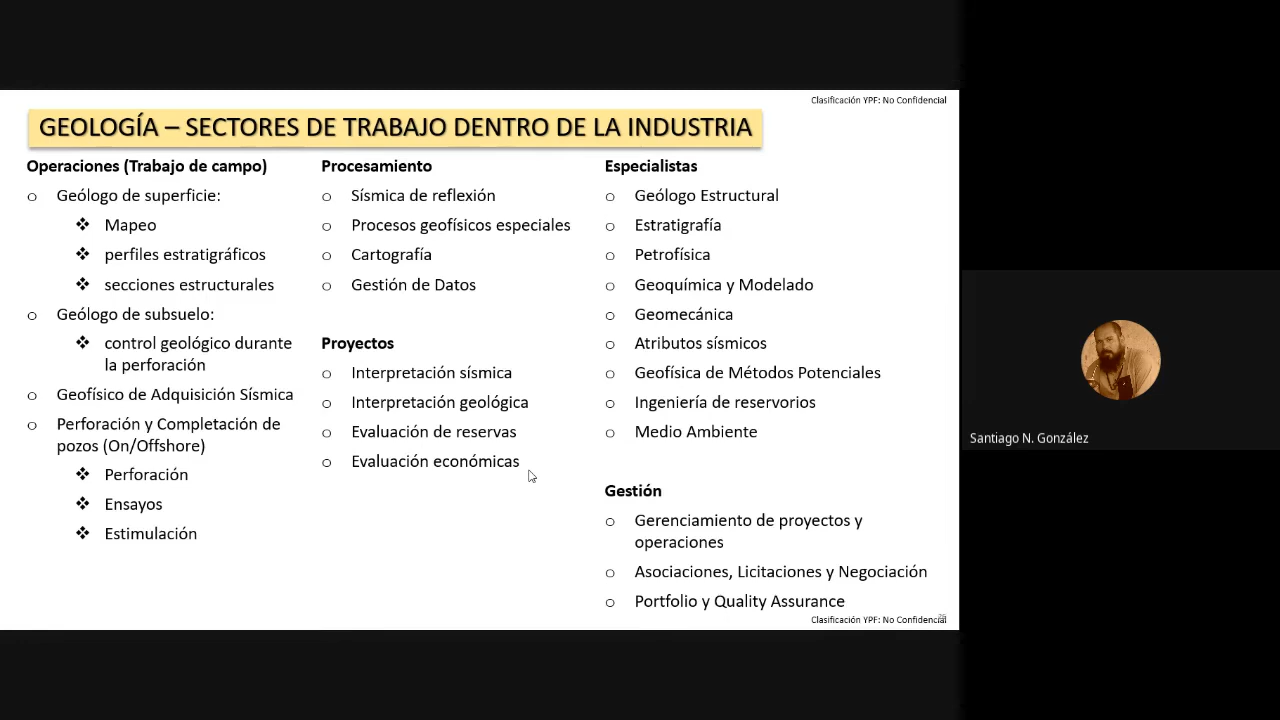 Clasificación YPF: No Confidencial
GEOLOGÍA – SECTORES DE TRABAJO DENTRO DE LA INDUSTRIA
Operaciones (Trabajo de campo)
o Geólogo de superficie:
❖ Mapeo
❖ perfiles estratigráficos
❖ secciones estructurales
o Geólogo de subsuelo:
❖ control geológico durante
la perforación
o Geofísico de Adquisición Sísmica
o Perforación y Completación de
pozos (On/Offshore)
❖ Perforación
❖ Ensayos
❖ Estimulación
Procesamiento
o Sísmica de reflexión
o Procesos geofísicos especiales
o Cartografía
o Gestión de Datos
Proyectos
o Interpretación sísmica
o Interpretación geológica
o Evaluación de reservas
o Evaluación económicas
Especialistas
o Geólogo Estructural
o Estratigrafía
o Petrofísica
o Geoquímica y Modelado
o Geomecánica
o Atributos sísmicos
o Geofísica de Métodos Potenciales
o Ingeniería de reservorios
o Medio Ambiente
Gestión
o Gerenciamiento de proyectos y
operaciones
o Asociaciones, Licitaciones y Negociación
o Portfolio y Quality Assurance
Clasificación YPF: No Confidencial
Santiago N. González